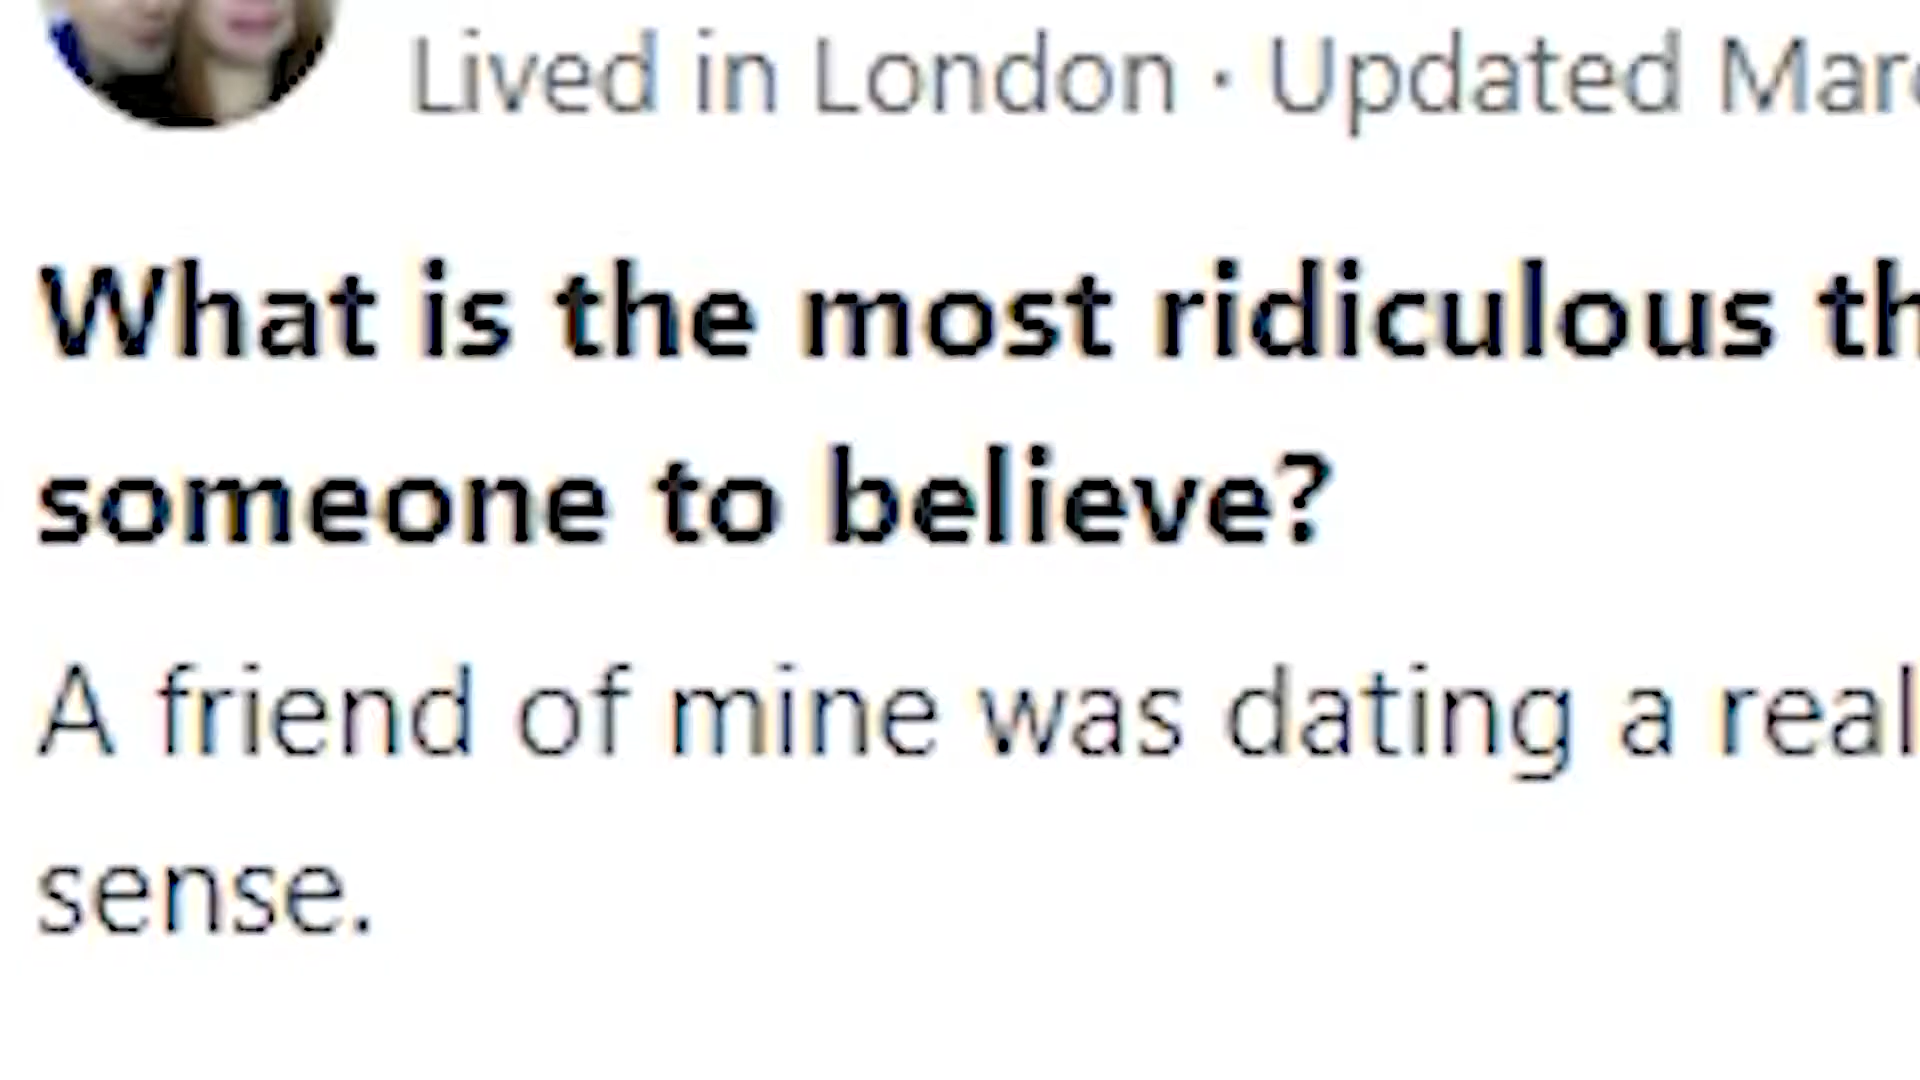 Lived in London · Updated Marc
What is the most ridiculous th
someone to believe?
A friend of mine was dating a real
sense.